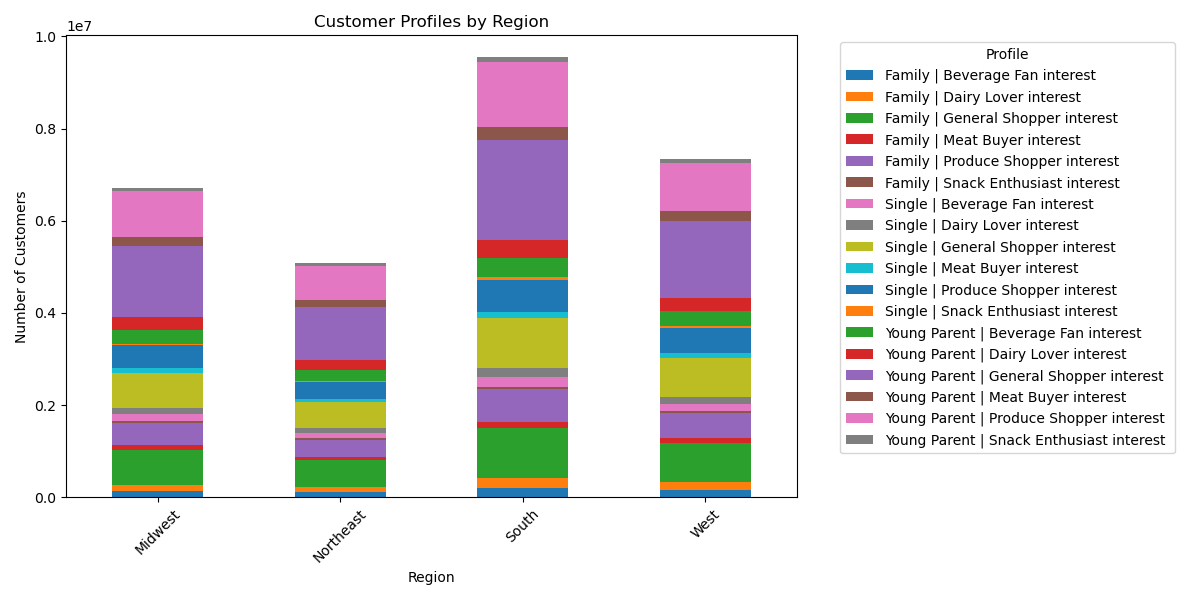 Customer Profiles by Region
1e7
1.0
0.8
0.6
0.4
0.2
0.0
Number of Customers
Midwest
Northeast
South
West
Region
Profile
Family | Beverage Fan interest
Family | Dairy Lover interest
Family | General Shopper interest
Family | Meat Buyer interest
Family | Produce Shopper interest
Family | Snack Enthusiast interest
Single | Beverage Fan interest
Single | Dairy Lover interest
Single | General Shopper interest
Single | Meat Buyer interest
Single | Produce Shopper interest
Single | Snack Enthusiast interest
Young Parent | Beverage Fan interest
Young Parent | Dairy Lover interest
Young Parent | General Shopper interest
Young Parent | Meat Buyer interest
Young Parent | Produce Shopper interest
Young Parent | Snack Enthusiast interest